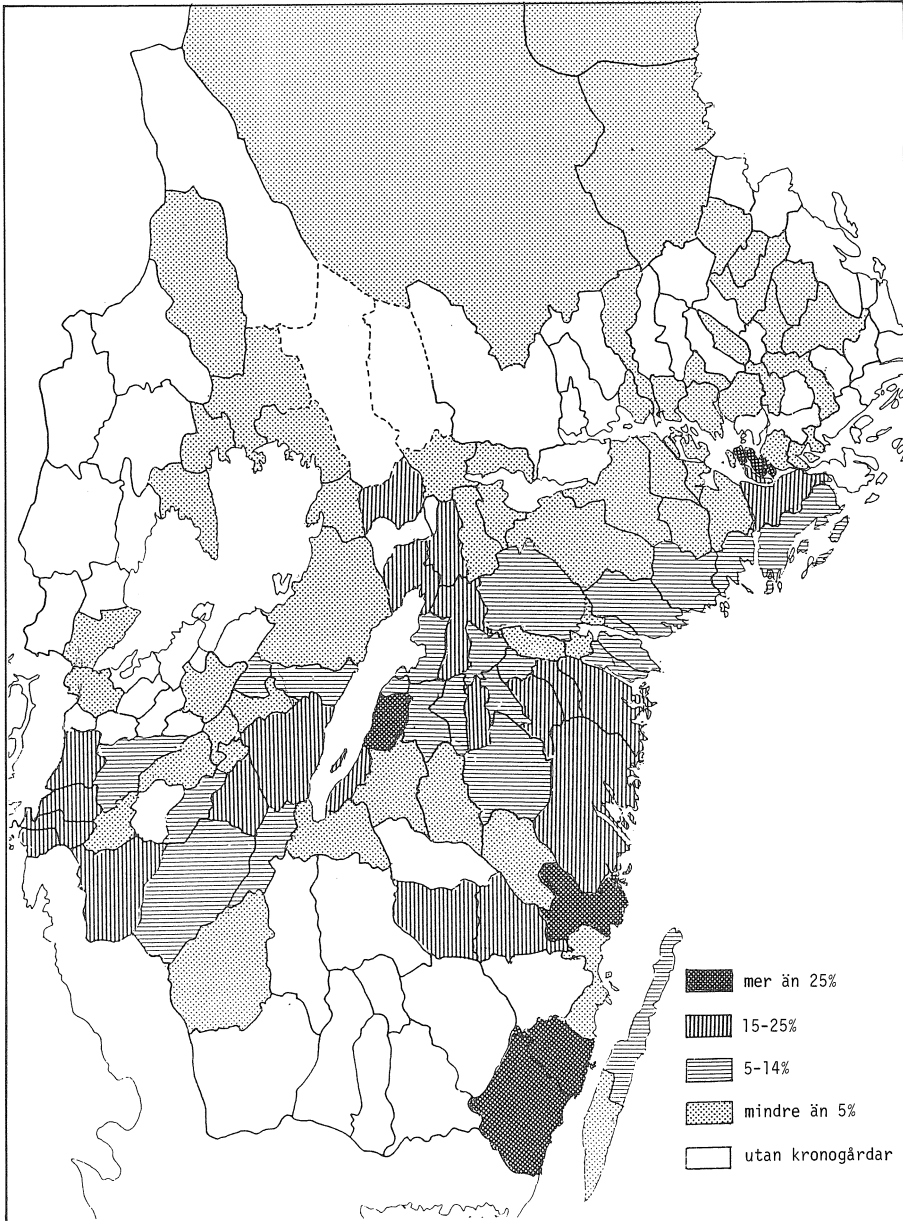 mer än 25%
15-25%
5-14%
mindre än 5%
utan kronogårdar